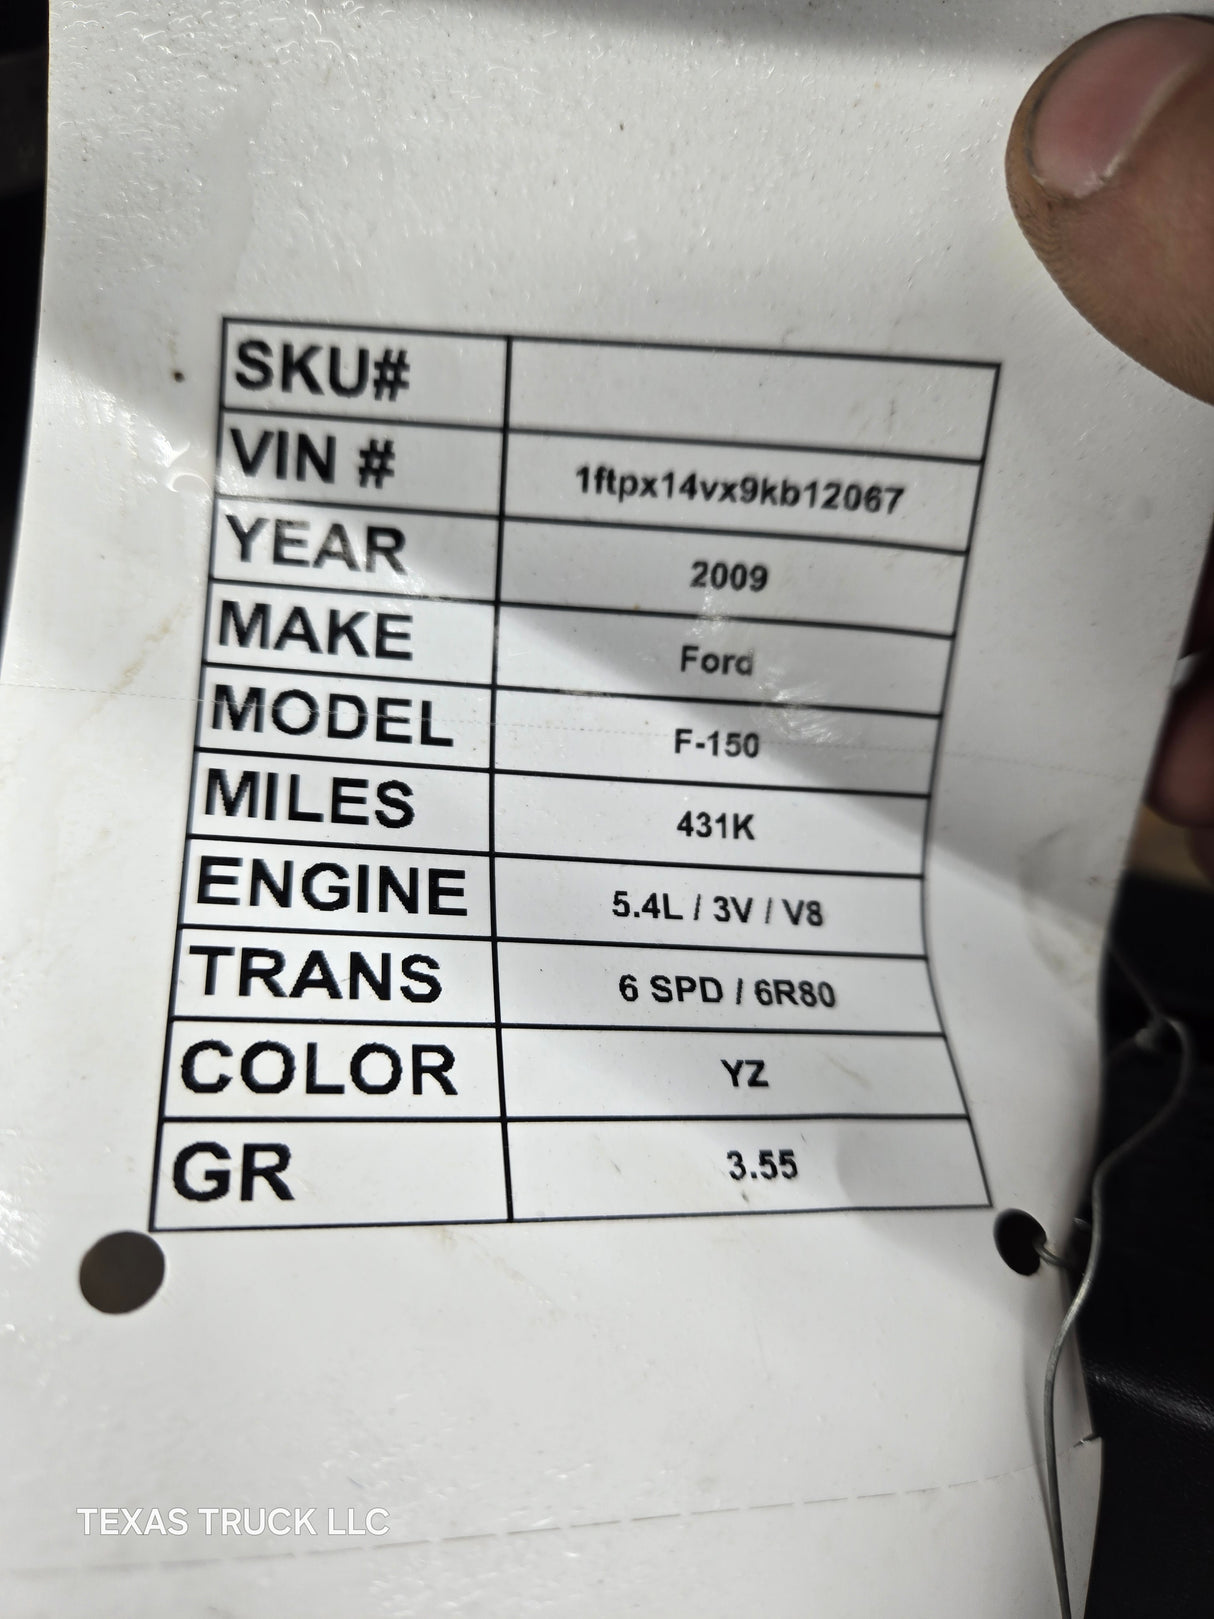 SKU#
VIN # 1ftpx14vx9kb12067
YEAR 2009
MAKE Ford
MODEL F-150
MILES 431K
ENGINE 5.4L / 3V / V8
TRANS 6 SPD / 6R80
COLOR YZ
GR 3.55
TEXAS TRUCK LLC